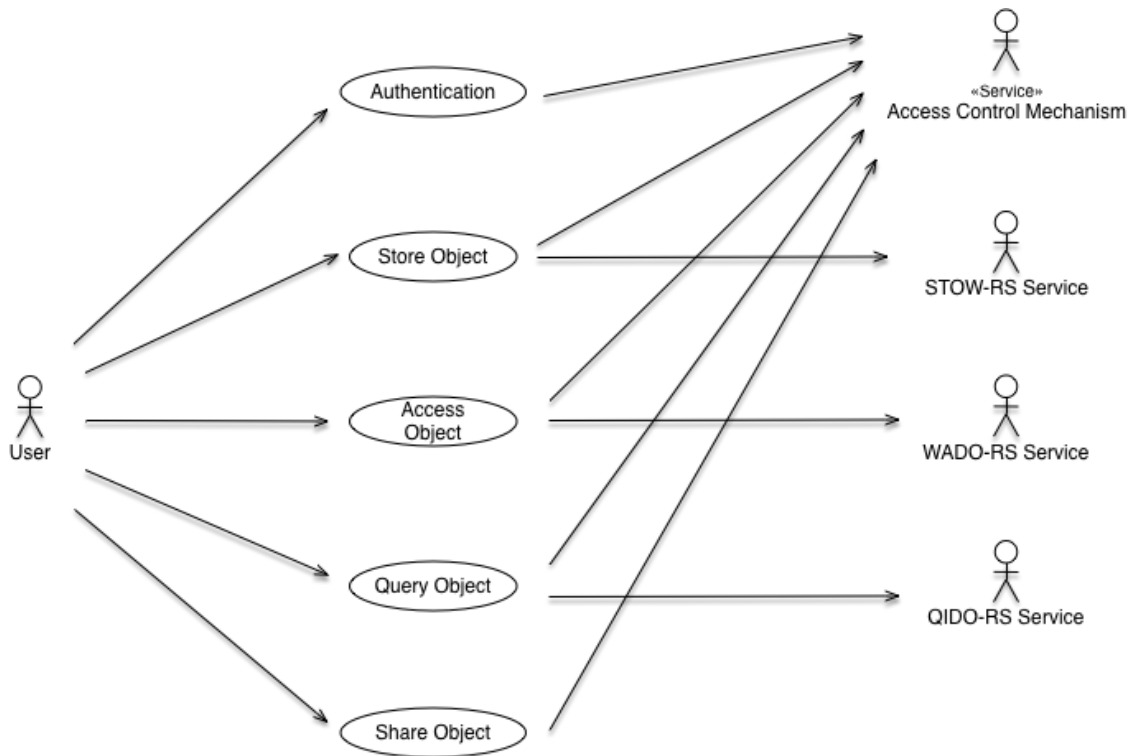 Authentication
«Service»
Access Control Mechanism
Store Object
STOW-RS Service
User
Access
Object
WADO-RS Service
Query Object
QIDO-RS Service
Share Object